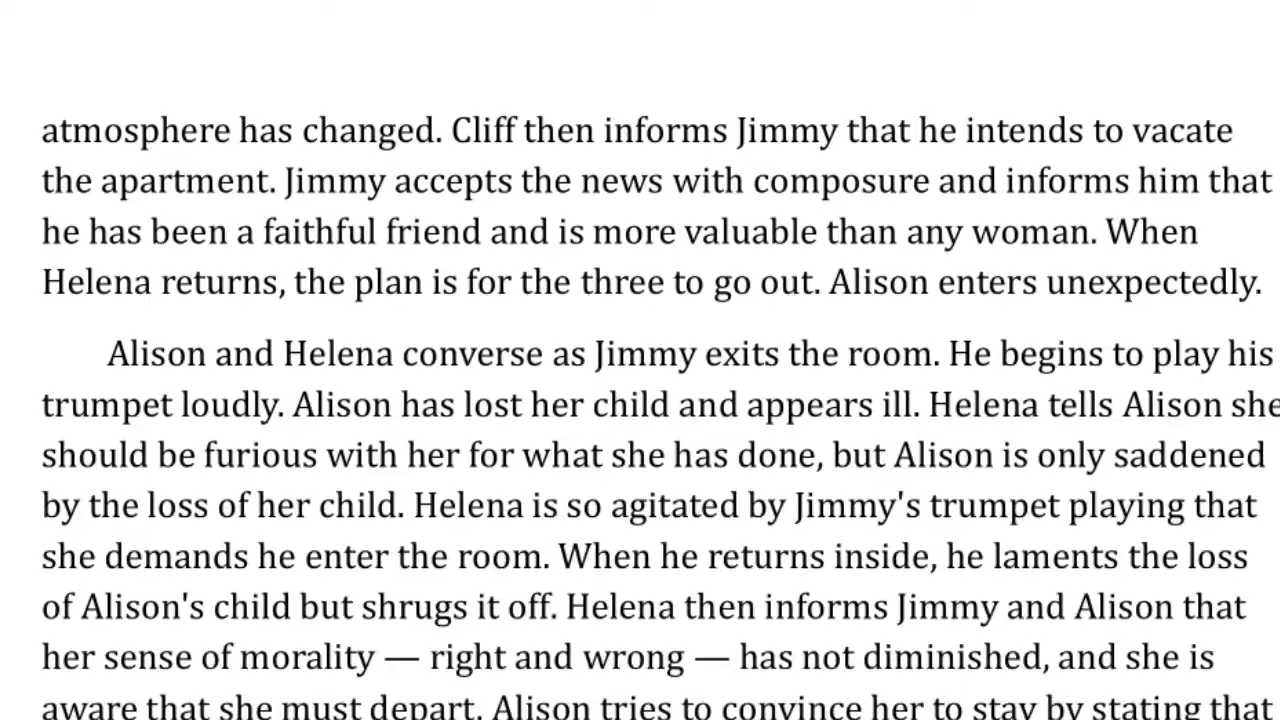 atmosphere has changed. Cliff then informs Jimmy that he intends to vacate
the apartment. Jimmy accepts the news with composure and informs him that
he has been a faithful friend and is more valuable than any woman. When
Helena returns, the plan is for the three to go out. Alison enters unexpectedly.
Alison and Helena converse as Jimmy exits the room. He begins to play his
trumpet loudly. Alison has lost her child and appears ill. Helena tells Alison she
should be furious with her for what she has done, but Alison is only saddened
by the loss of her child. Helena is so agitated by Jimmy's trumpet playing that
she demands he enter the room. When he returns inside, he laments the loss
of Alison's child but shrugs it off. Helena then informs Jimmy and Alison that
her sense of morality — right and wrong — has not diminished, and she is
aware that she must depart. Alison tries to convince her to stay by stating that